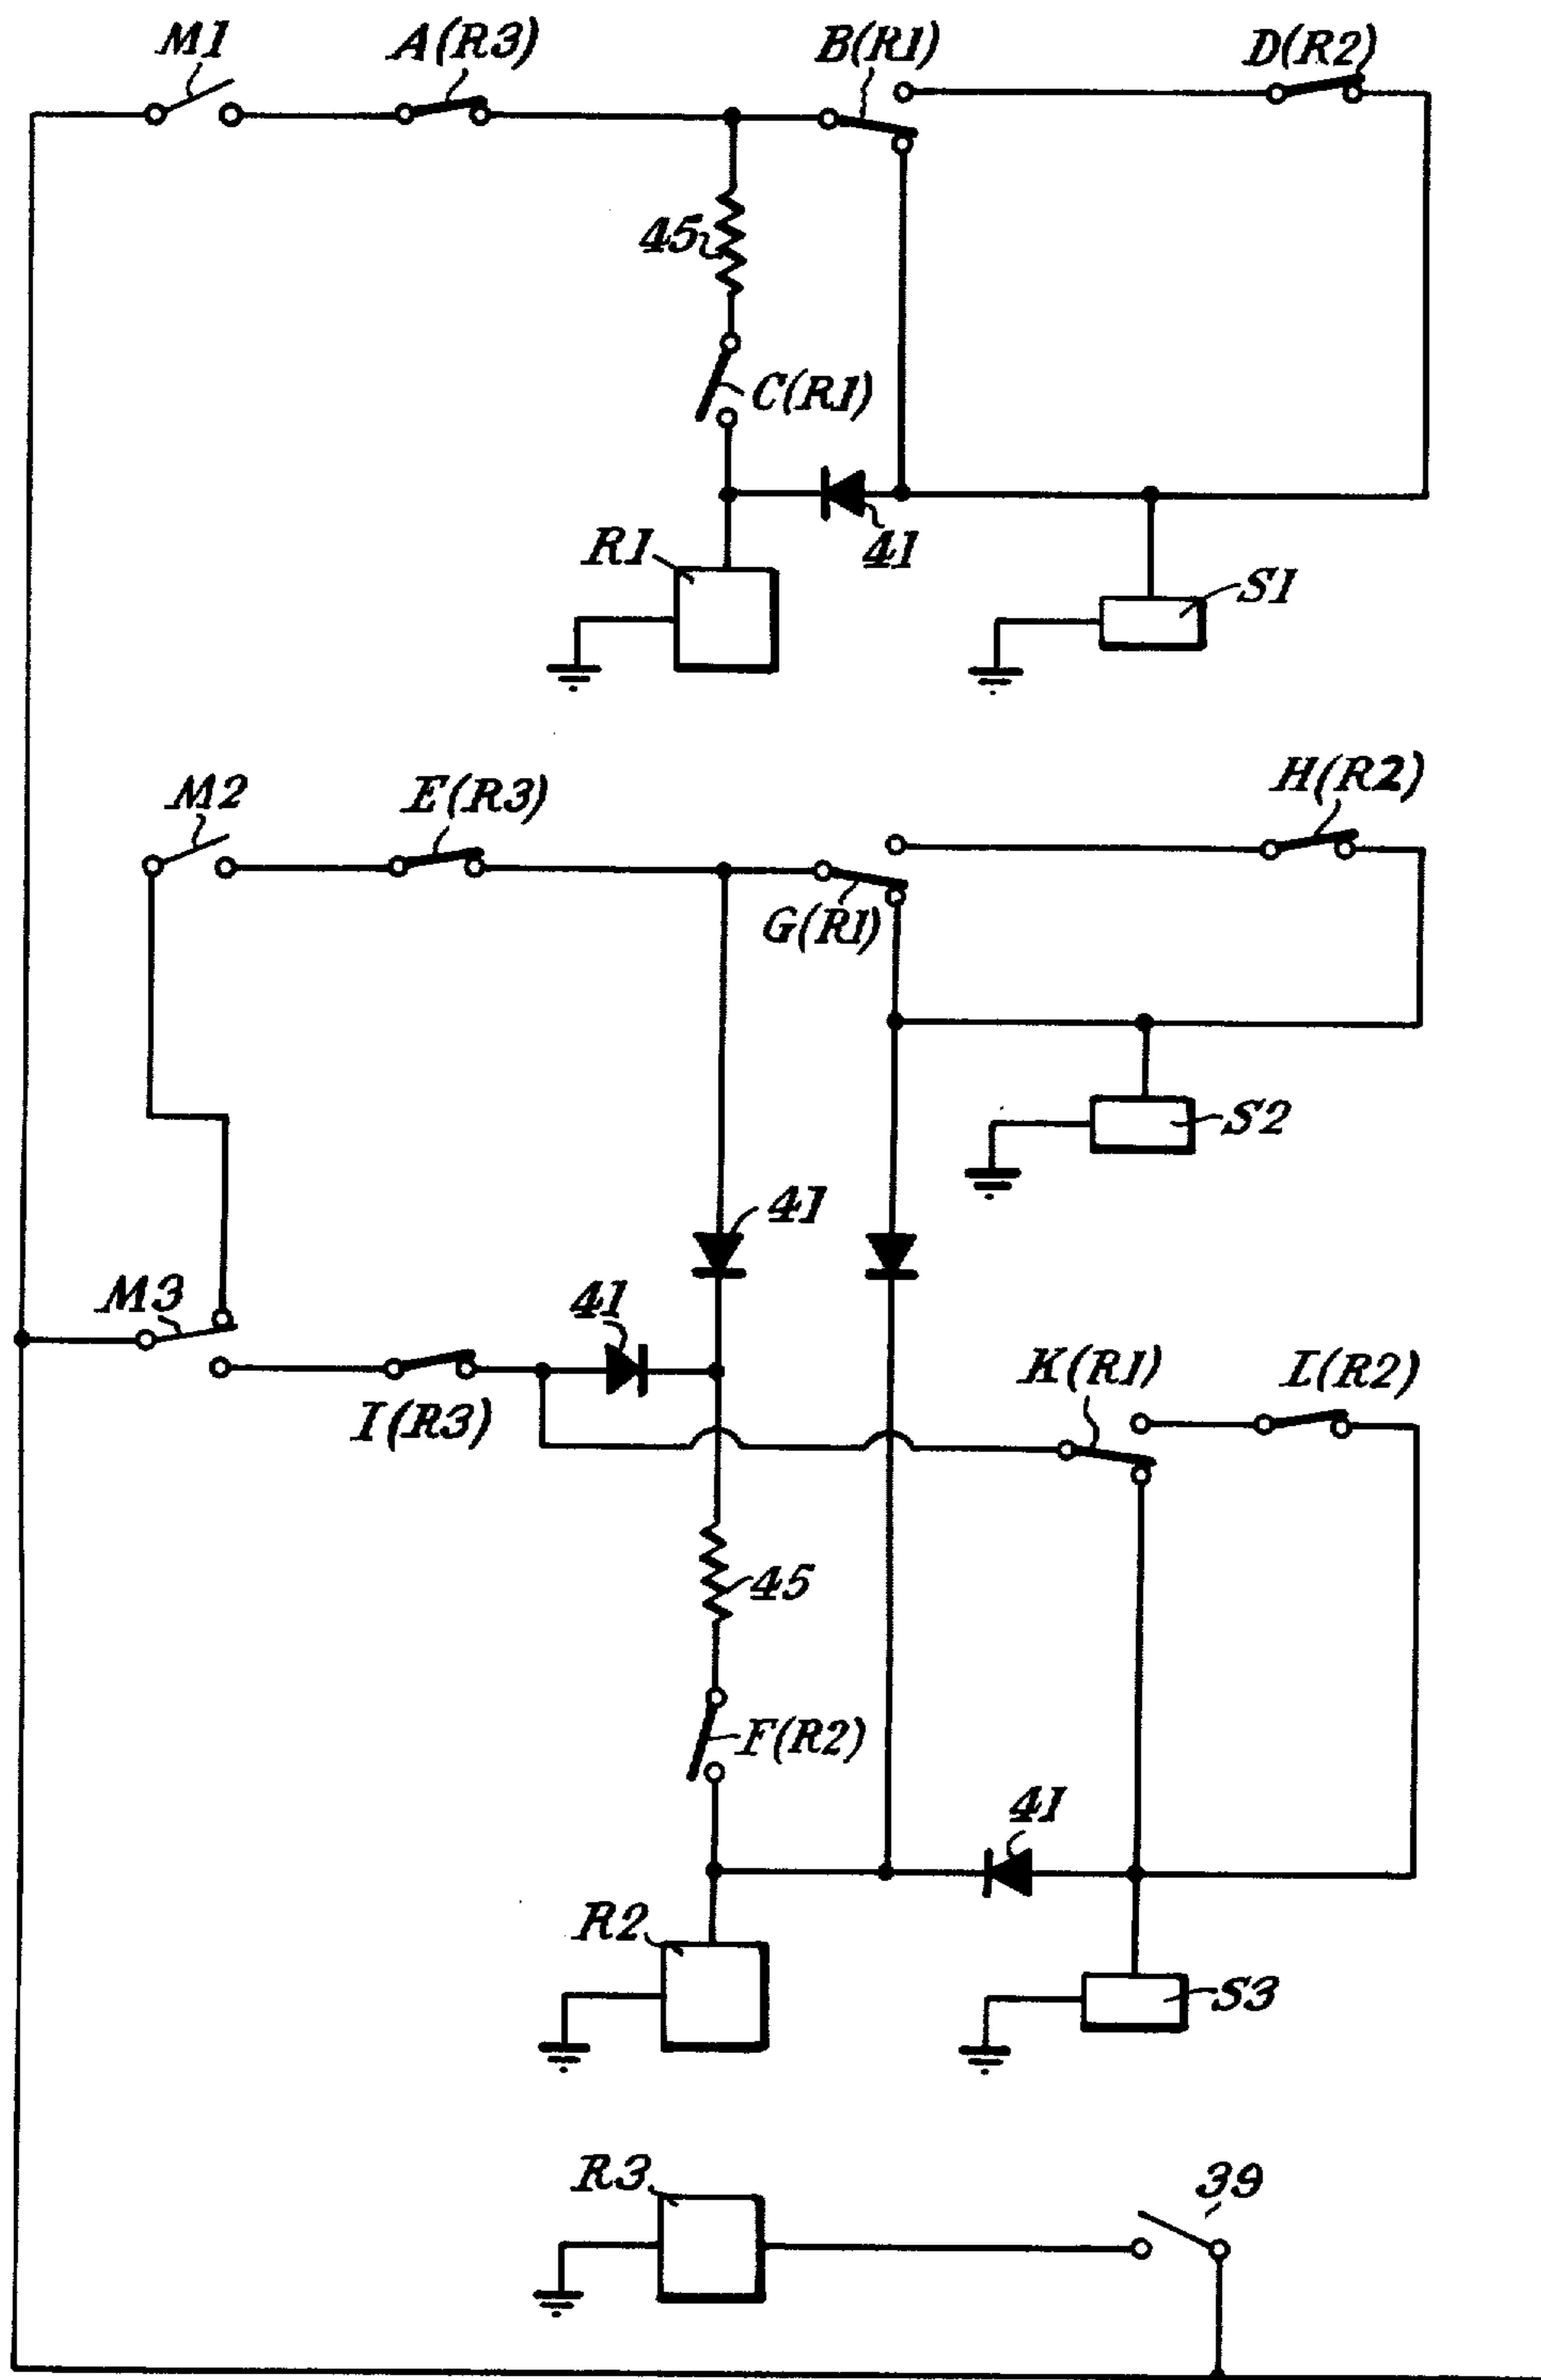 M1
A(R3)
B(R1)
D(R2)
45
C(R1)
41
R1
S1
M2
E(R3)
H(R2)
G(R1)
S2
41
M3
41
K(R1)
L(R2)
I(R3)
45
F(R2)
41
R2
S3
R3
39